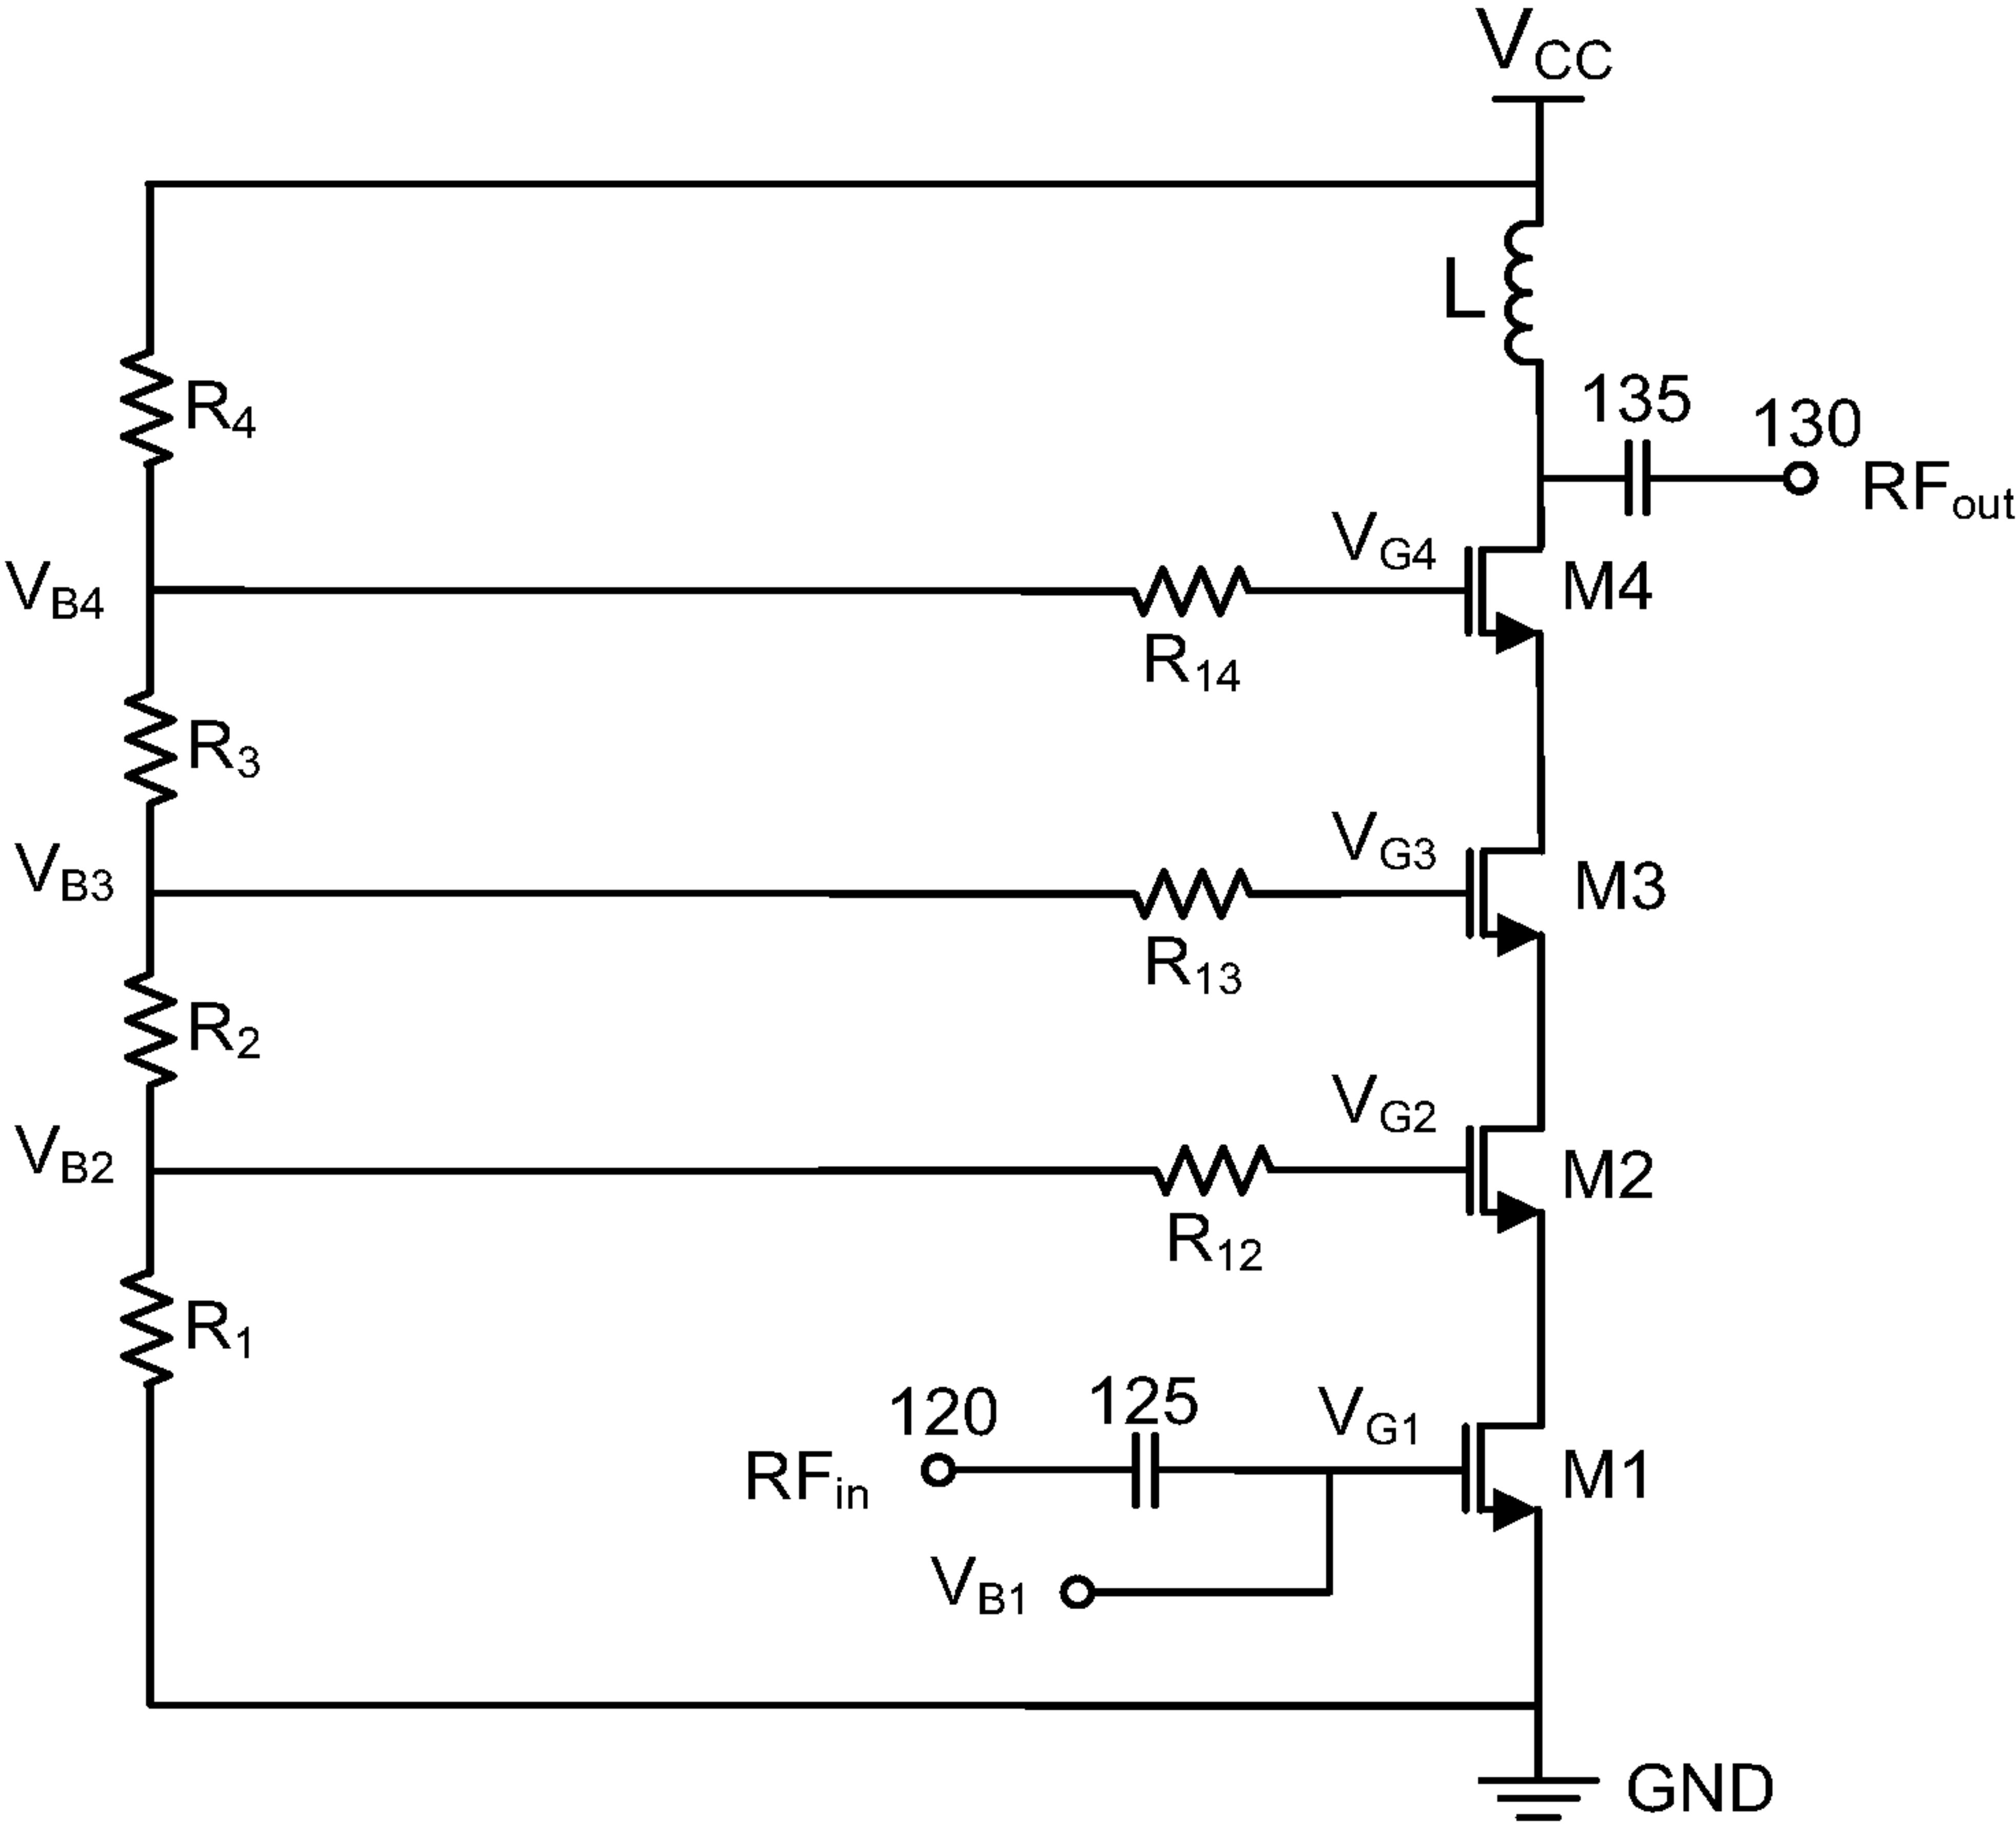 VCC
L
R4
135
130
RFout
VG4
VB4
M4
R14
R3
VG3
VB3
M3
R13
R2
VG2
VB2
M2
R12
R1
120
125
VG1
RFin
M1
VB1
GND